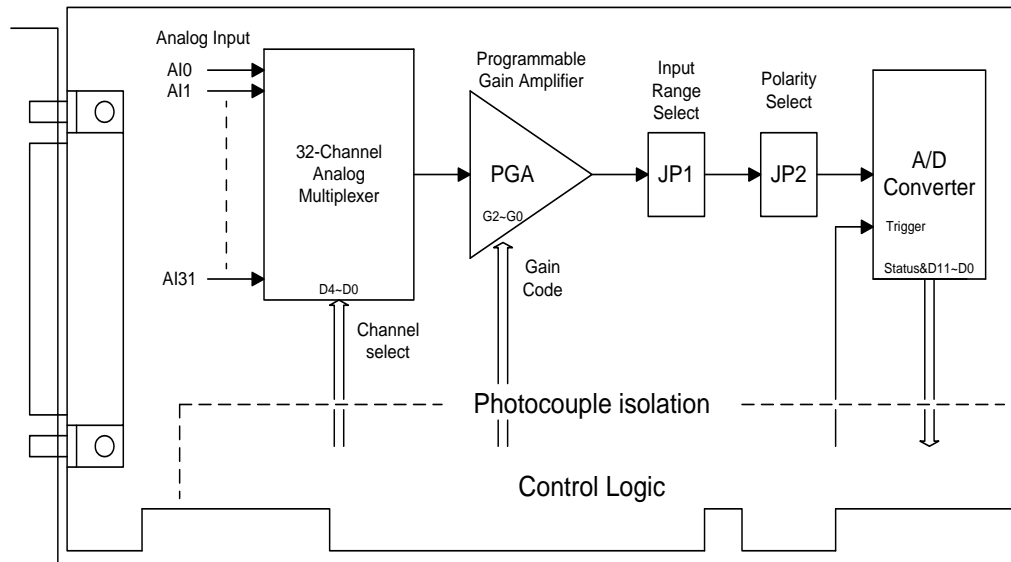 Analog Input
AI0
AI1
AI31
32-Channel
Analog
Multiplexer
D4~D0
Channel
select
Programmable
Gain Amplifier
PGA
G2~G0
Gain
Code
Input
Range
Select
JP1
Polarity
Select
JP2
A/D
Converter
Trigger
Status&D11~D0
Photocouple isolation
Control Logic